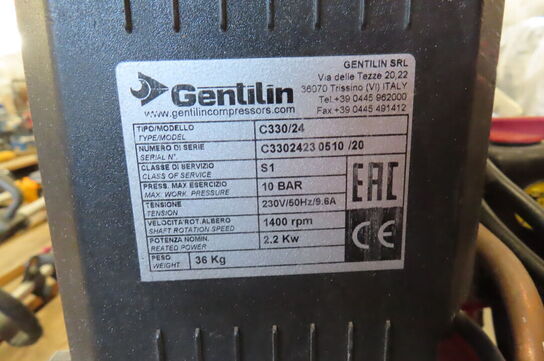 GENTILIN SRL
Via delle Tezze 20,22
36070 Trissino (VI) ITALY
Tel.+39 0445 962000
Fax.+39 0445 491412
Gentilin
www.gentilincompressors.com
TIPO/MODELLO
TYPE/MODEL
C330/24
NUMERO DI SERIE
SERIAL N°.
C3302423 0510 /20
CLASSE DI SERVIZIO
CLASS OF SERVICE
S1
PRESS. MAX ESERCIZIO
MAX. WORK. PRESSURE
10 BAR
TENSIONE
TENSION
230V/50Hz/9.6A
VELOCITA'ROT.ALBERO
SHAFT ROTATION SPEED
1400 rpm
POTENZA NOMIN.
REATED POWER
2.2 Kw
PESO
WEIGHT
36 Kg
EAC
CE